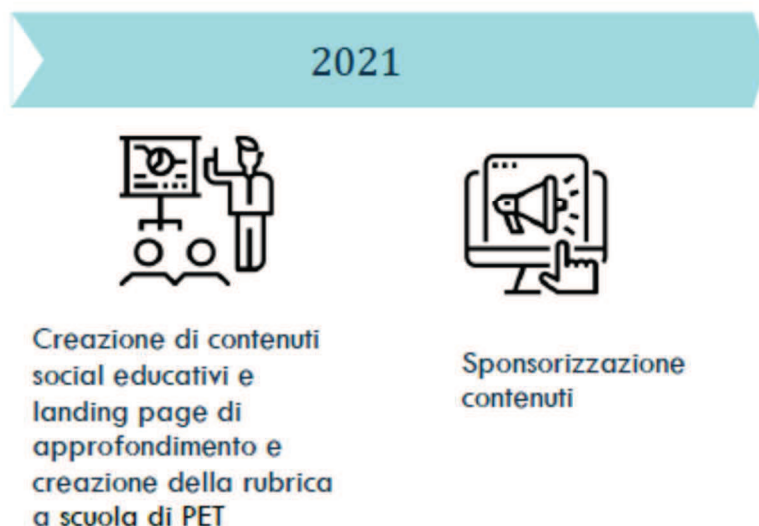 2021
Creazione di contenuti
social educativi e
landing page di
approfondimento e
creazione della rubrica
a scuola di PET
Sponsorizzazione
contenuti